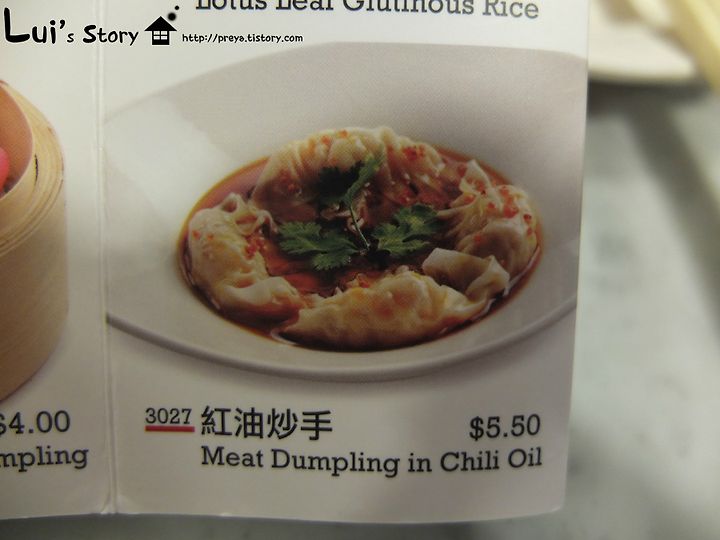 Lotus Leaf Glutinous Rice
Lui's Story http://preya.tistory.com
3027 紅油炒手 $5.50
Meat Dumpling in Chili Oil
$4.00
mpling